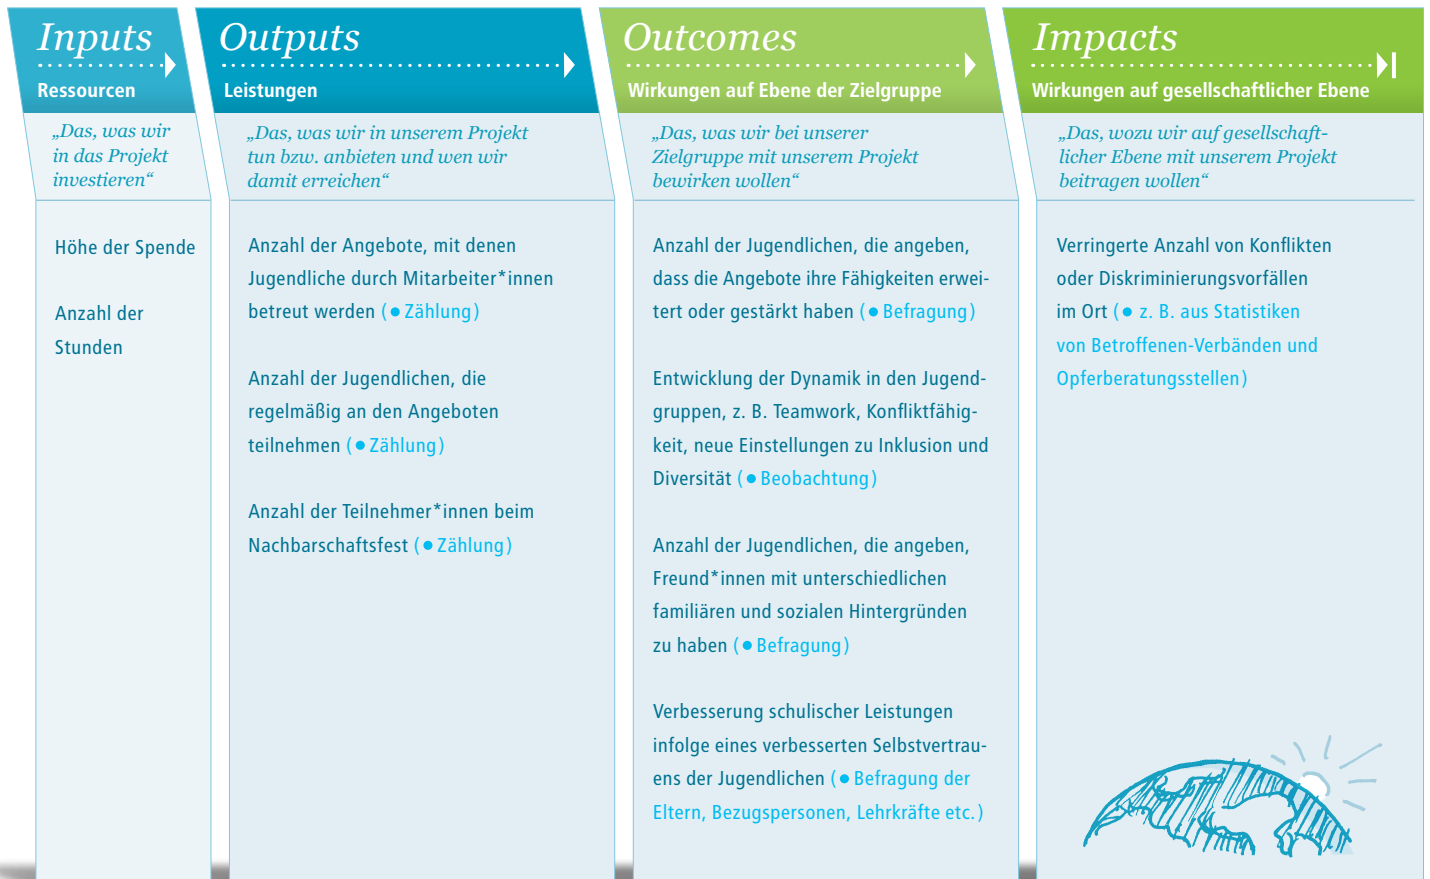 Inputs
Ressourcen
„Das, was wir
in das Projekt
investieren“
Höhe der Spende
Anzahl der
Stunden
Outputs
Leistungen
„Das, was wir in unserem Projekt
tun bzw. anbieten und wen wir
damit erreichen“
Anzahl der Angebote, mit denen
Jugendliche durch Mitarbeiter*innen
betreut werden (● Zählung)
Anzahl der Jugendlichen, die
regelmäßig an den Angeboten
teilnehmen (● Zählung)
Anzahl der Teilnehmer*innen beim
Nachbarschaftsfest (● Zählung)
Outcomes
Wirkungen auf Ebene der Zielgruppe
„Das, was wir bei unserer
Zielgruppe mit unserem Projekt
bewirken wollen“
Anzahl der Jugendlichen, die angeben,
dass die Angebote ihre Fähigkeiten erwei-
tert oder gestärkt haben (● Befragung)
Entwicklung der Dynamik in den Jugend-
gruppen, z. B. Teamwork, Konfliktfähig-
keit, neue Einstellungen zu Inklusion und
Diversität (● Beobachtung)
Anzahl der Jugendlichen, die angeben,
Freund*innen mit unterschiedlichen
familiären und sozialen Hintergründen
zu haben (● Befragung)
Verbesserung schulischer Leistungen
infolge eines verbesserten Selbstvertrau-
ens der Jugendlichen (● Befragung der
Eltern, Bezugspersonen, Lehrkräfte etc.)
Impacts
Wirkungen auf gesellschaftlicher Ebene
„Das, wozu wir auf gesellschaft-
licher Ebene mit unserem Projekt
beitragen wollen“
Verringerte Anzahl von Konflikten
oder Diskriminierungsvorfällen
im Ort (● z. B. aus Statistiken
von Betroffenen-Verbänden und
Opferberatungsstellen)